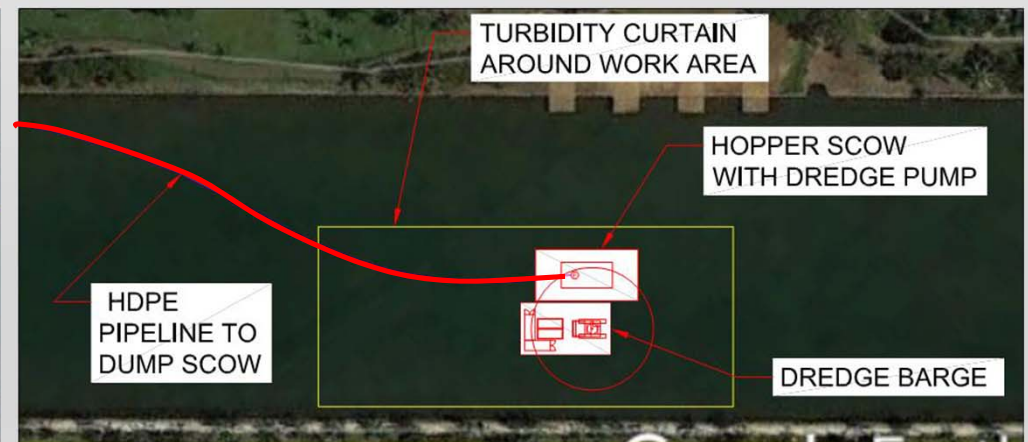 TURBIDITY CURTAIN
AROUND WORK AREA
HOPPER SCOW
WITH DREDGE PUMP
HDPE
PIPELINE TO
DUMP SCOW
DREDGE BARGE